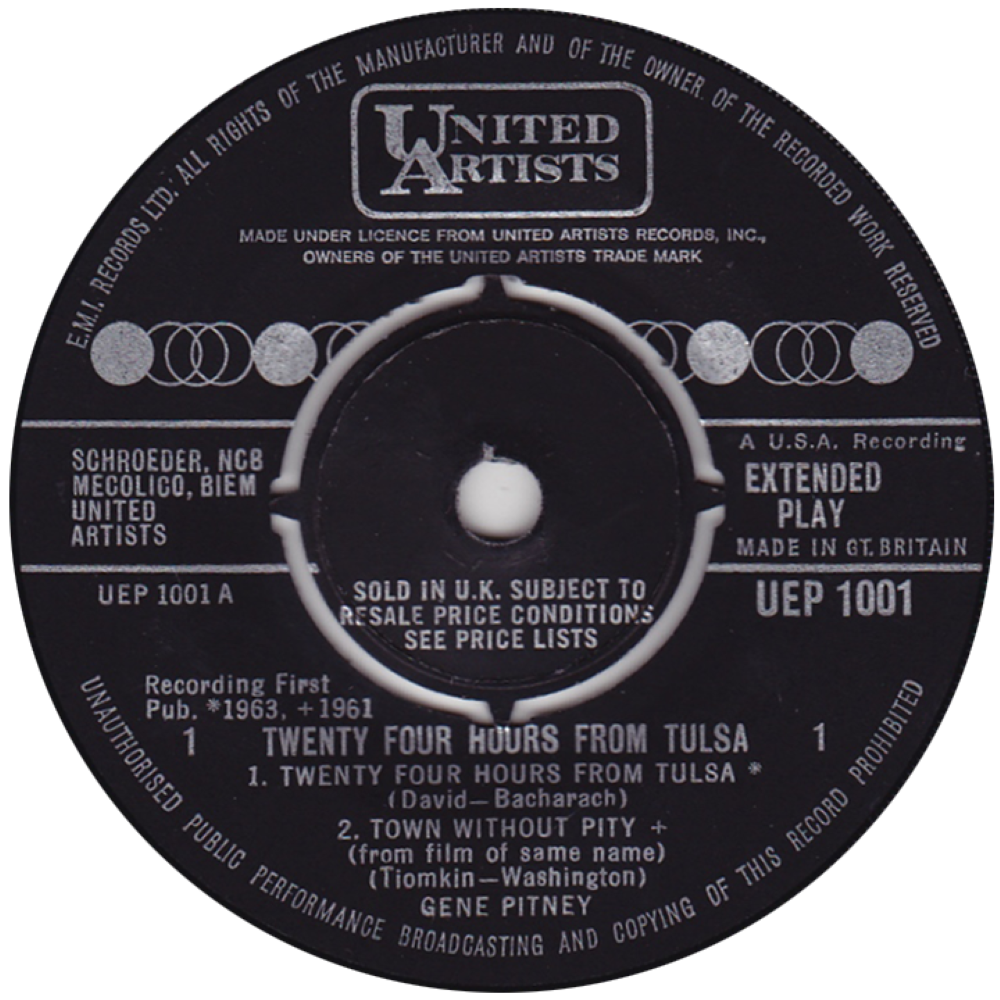 E.M.I. RECORDS LTD. ALL RIGHTS OF THE MANUFACTURER AND OF THE OWNER OF THE RECORDED WORK RESERVED
UNITED
ARTISTS
MADE UNDER LICENCE FROM UNITED ARTISTS RECORDS, INC.,
OWNERS OF THE UNITED ARTISTS TRADE MARK
SCHROEDER, NCB
MECOLICO, BIEM
UNITED
ARTISTS
A U.S.A. Recording
EXTENDED
PLAY
MADE IN GT. BRITAIN
UEP 1001 A
UEP 1001
SOLD IN U.K. SUBJECT TO
RESALE PRICE CONDITIONS
SEE PRICE LISTS
Recording First
Pub. *1963, +1961
1 TWENTY FOUR HOURS FROM TULSA 1
1. TWENTY FOUR HOURS FROM TULSA *
(David—Bacharach)
2. TOWN WITHOUT PITY +
(from film of same name)
(Tiomkin—Washington)
GENE PITNEY
UNAUTHORISED PUBLIC PERFORMANCE BROADCASTING AND COPYING OF THIS RECORD PROHIBITED